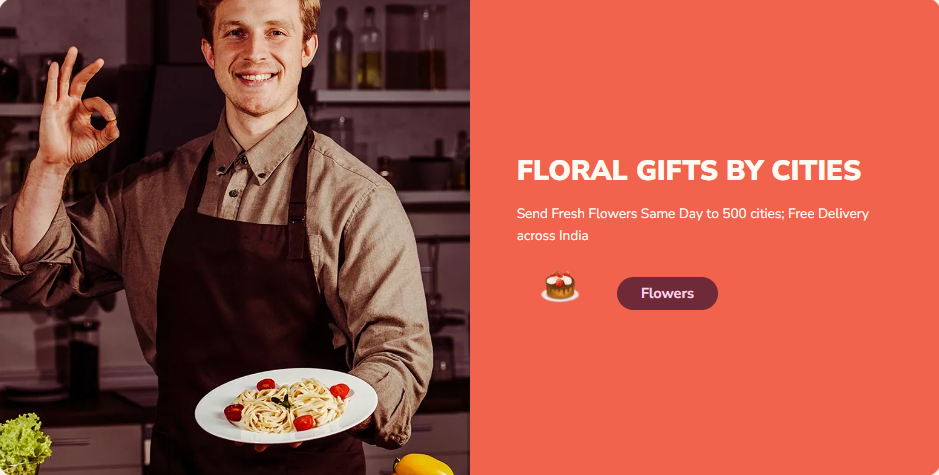 FLORAL GIFTS BY CITIES
Send Fresh Flowers Same Day to 500 cities; Free Delivery
across India
Flowers